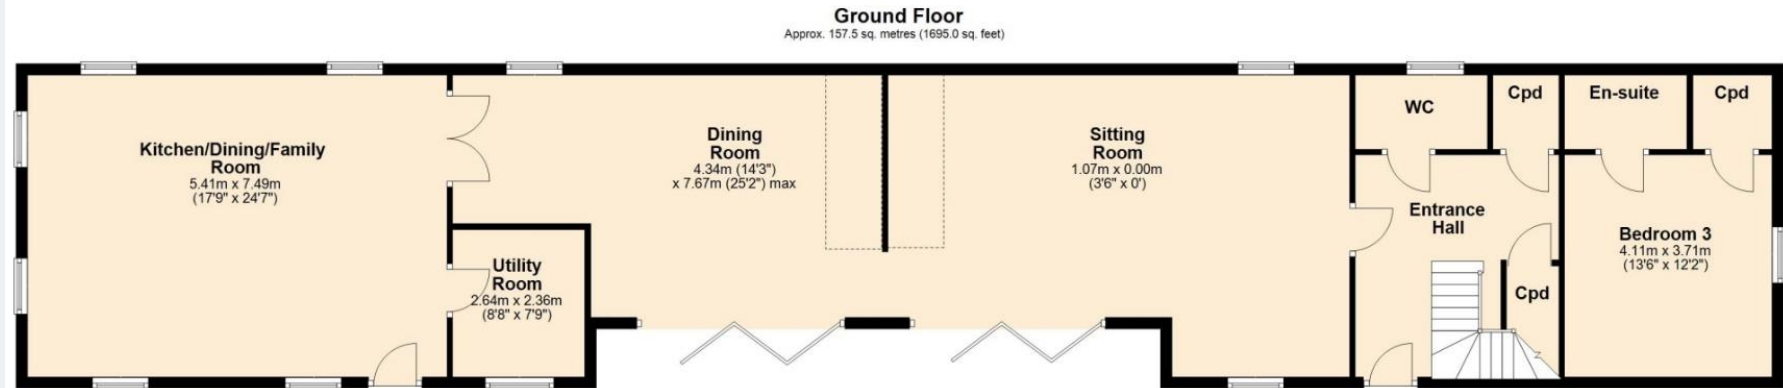 Ground Floor
Approx. 157.5 sq. metres (1695.0 sq. feet)
Kitchen/Dining/Family
Room
5.41m x 7.49m
(17'9" x 24'7")
Dining
Room
4.34m (14'3")
x 7.67m (25'2") max
Utility
Room
2.64m x 2.36m
(8'8" x 7'9")
Sitting
Room
1.07m x 0.00m
(3'6" x 0')
WC
Cpd
Entrance
Hall
Cpd
En-suite
Cpd
Bedroom 3
4.11m x 3.71m
(13'6" x 12'2")